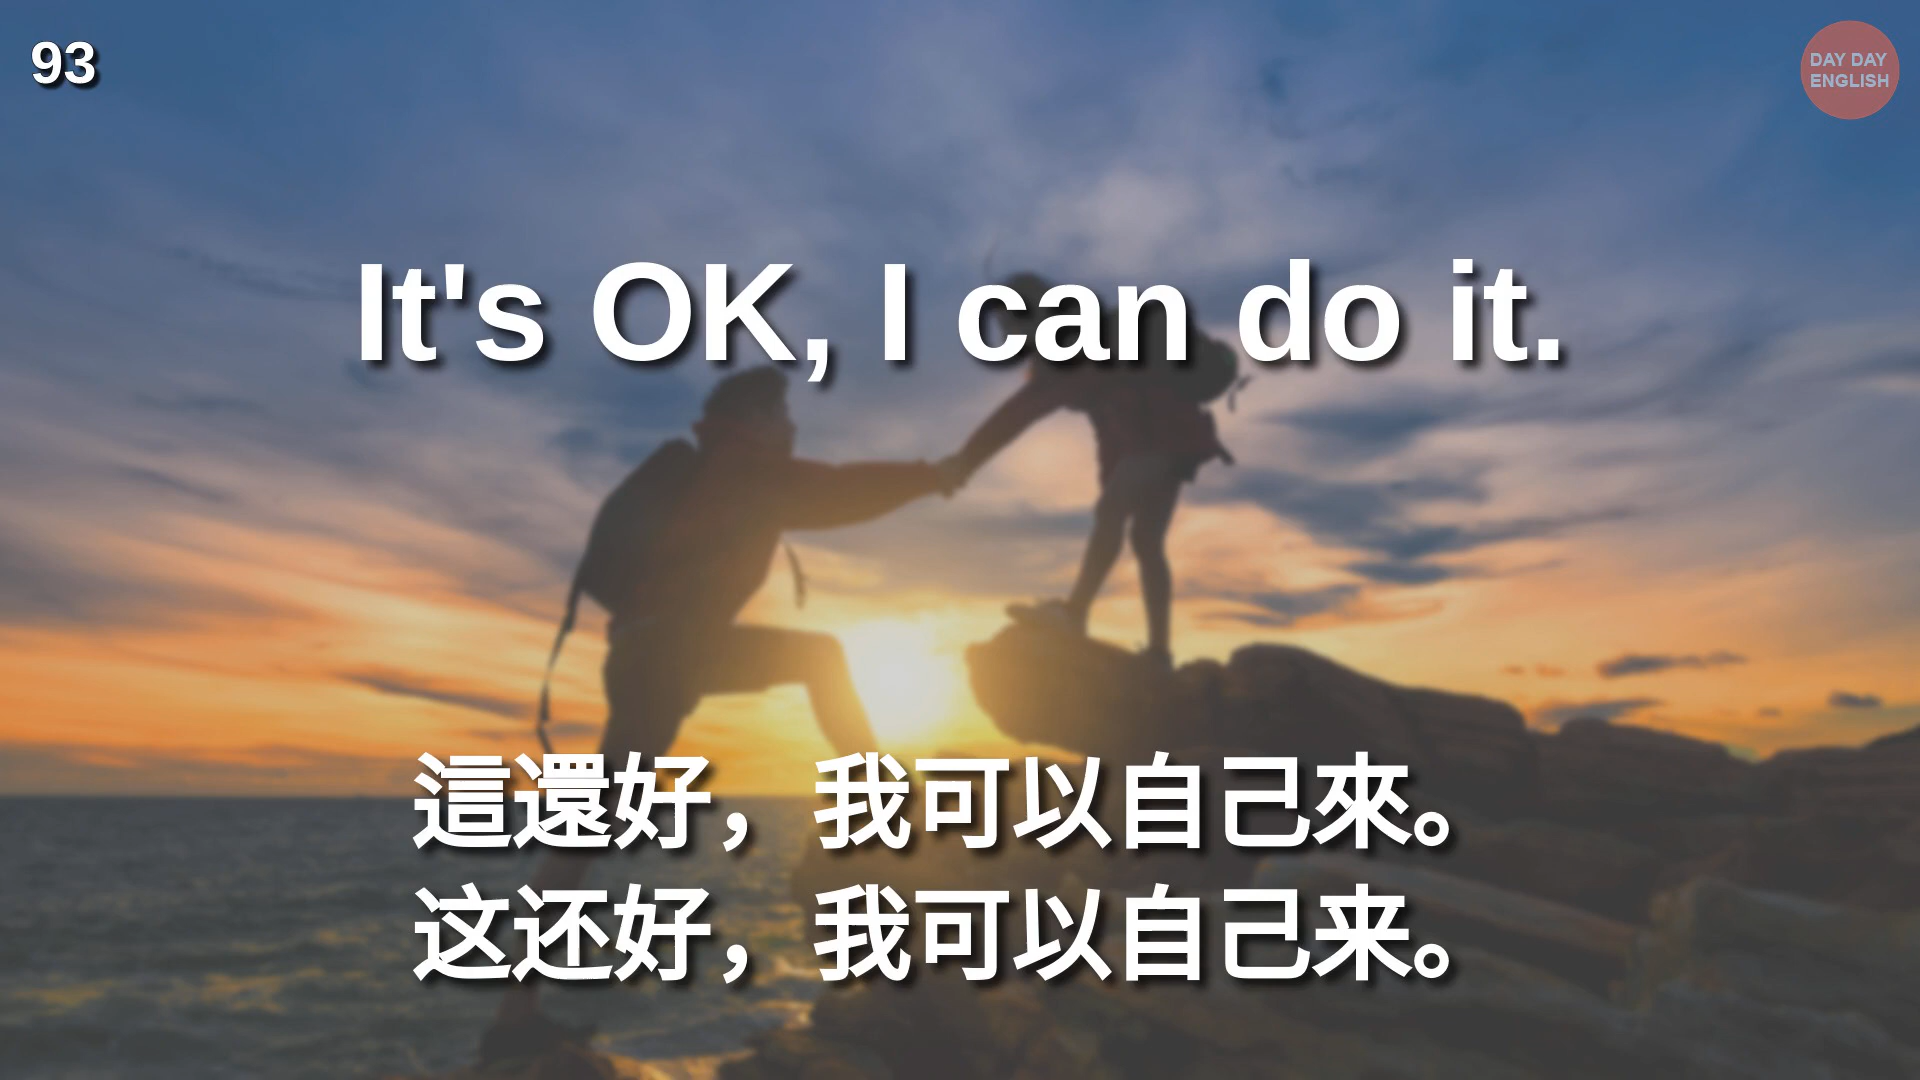 93
DAY DAY
ENGLISH
It's OK, I can do it.
這還好，我可以自己來。
这还好，我可以自己来。